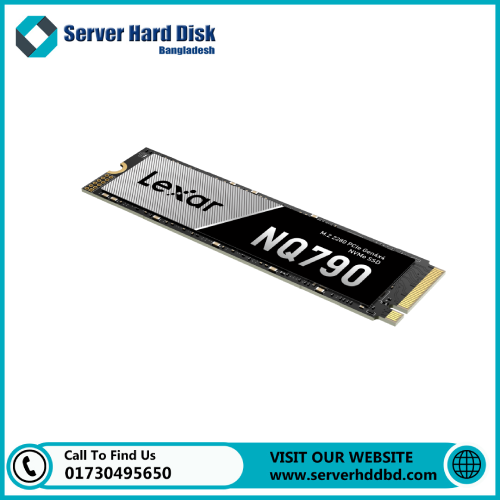 Server Hard Disk
Bangladesh
Lexar
NQ790
M.2 2280 PCIe Gen4x4
NVMe SSD
Call To Find Us
01730495650
VISIT OUR WEBSITE
www.serverhddbd.com